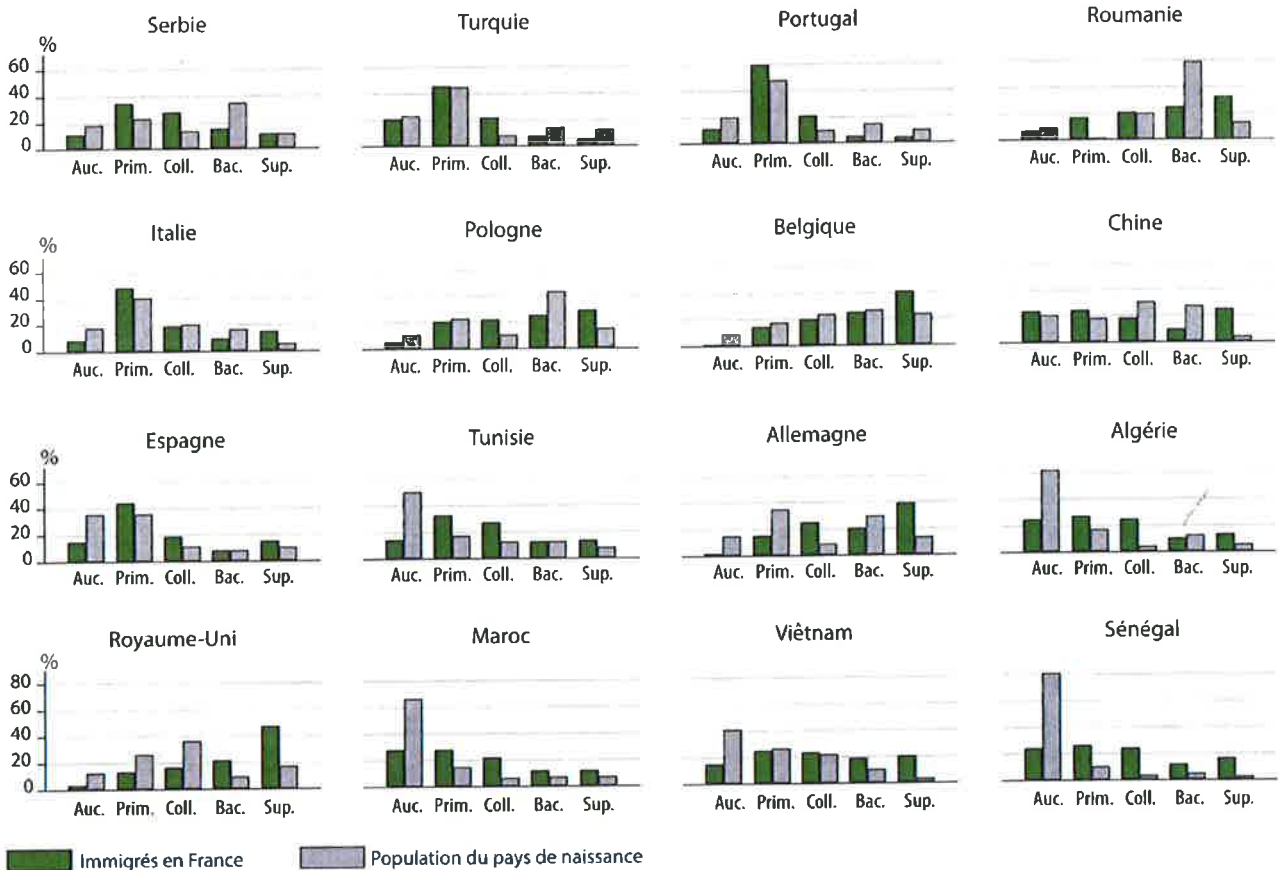 Serbie
Turquie
Portugal
Roumanie
%
60
40
20
0
Auc. Prim. Coll. Bac. Sup.
Auc. Prim. Coll. Bac. Sup.
Auc. Prim. Coll. Bac. Sup.
Auc. Prim. Coll. Bac. Sup.
Italie
Pologne
Belgique
Chine
%
60
40
20
0
Auc. Prim. Coll. Bac. Sup.
Auc. Prim. Coll. Bac. Sup.
Auc. Prim. Coll. Bac. Sup.
Auc. Prim. Coll. Bac. Sup.
Espagne
Tunisie
Allemagne
Algérie
%
60
40
20
0
Auc. Prim. Coll. Bac. Sup.
Auc. Prim. Coll. Bac. Sup.
Auc. Prim. Coll. Bac. Sup.
Auc. Prim. Coll. Bac. Sup.
Royaume-Uni
Maroc
Viêtnam
Sénégal
%
80
60
40
20
0
Auc. Prim. Coll. Bac. Sup.
Auc. Prim. Coll. Bac. Sup.
Auc. Prim. Coll. Bac. Sup.
Auc. Prim. Coll. Bac. Sup.
Immigrés en France
Population du pays de naissance